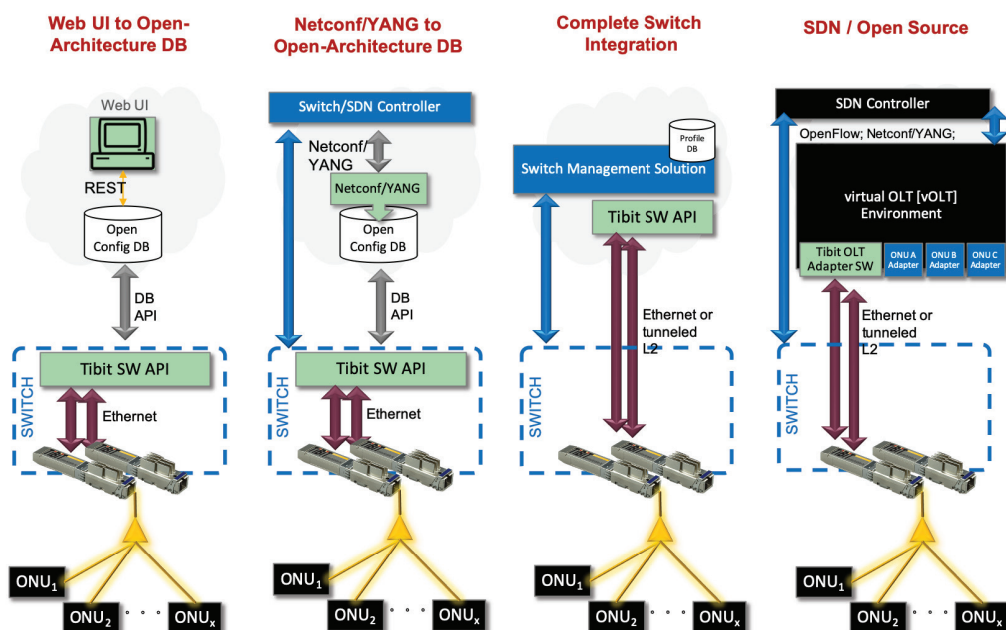 Web UI to Open-
Architecture DB
Web UI
REST
Open
Config DB
DB
API
Tibit SW API
SWITCH
Ethernet
ONU1
ONU2
ONUx
Netconf/YANG to
Open-Architecture DB
Switch/SDN Controller
Netconf/
YANG
Netconf/YANG
Open
Config DB
DB
API
Tibit SW API
SWITCH
Ethernet
ONU1
ONU2
ONUx
Complete Switch
Integration
Profile
DB
Switch Management Solution
Tibit SW API
Ethernet or
tunneled
L2
SWITCH
ONU1
ONU2
ONUx
SDN / Open Source
SDN Controller
OpenFlow; Netconf/YANG;
virtual OLT [vOLT]
Environment
Tibit OLT
Adapter SW
ONU A
Adapter
ONU B
Adapter
ONU C
Adapter
Ethernet or
tunneled
L2
SWITCH
ONU1
ONU2
ONUx